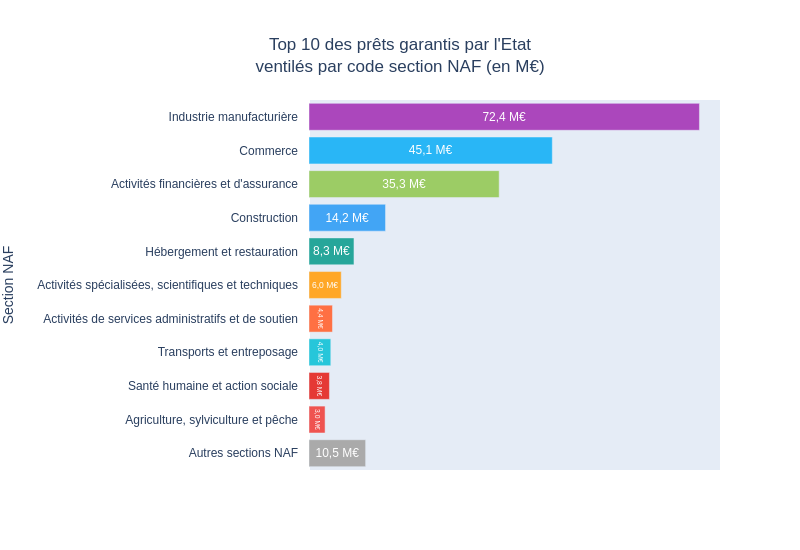 Top 10 des prêts garantis par l'Etat
ventilés par code section NAF (en M€)
Section NAF
Industrie manufacturière 72,4 M€
Commerce 45,1 M€
Activités financières et d'assurance 35,3 M€
Construction 14,2 M€
Hébergement et restauration 8,3 M€
Activités spécialisées, scientifiques et techniques 6,0 M€
Activités de services administratifs et de soutien 4,4 M€
Transports et entreposage 4,0 M€
Santé humaine et action sociale 3,8 M€
Agriculture, sylviculture et pêche 3,0 M€
Autres sections NAF 10,5 M€